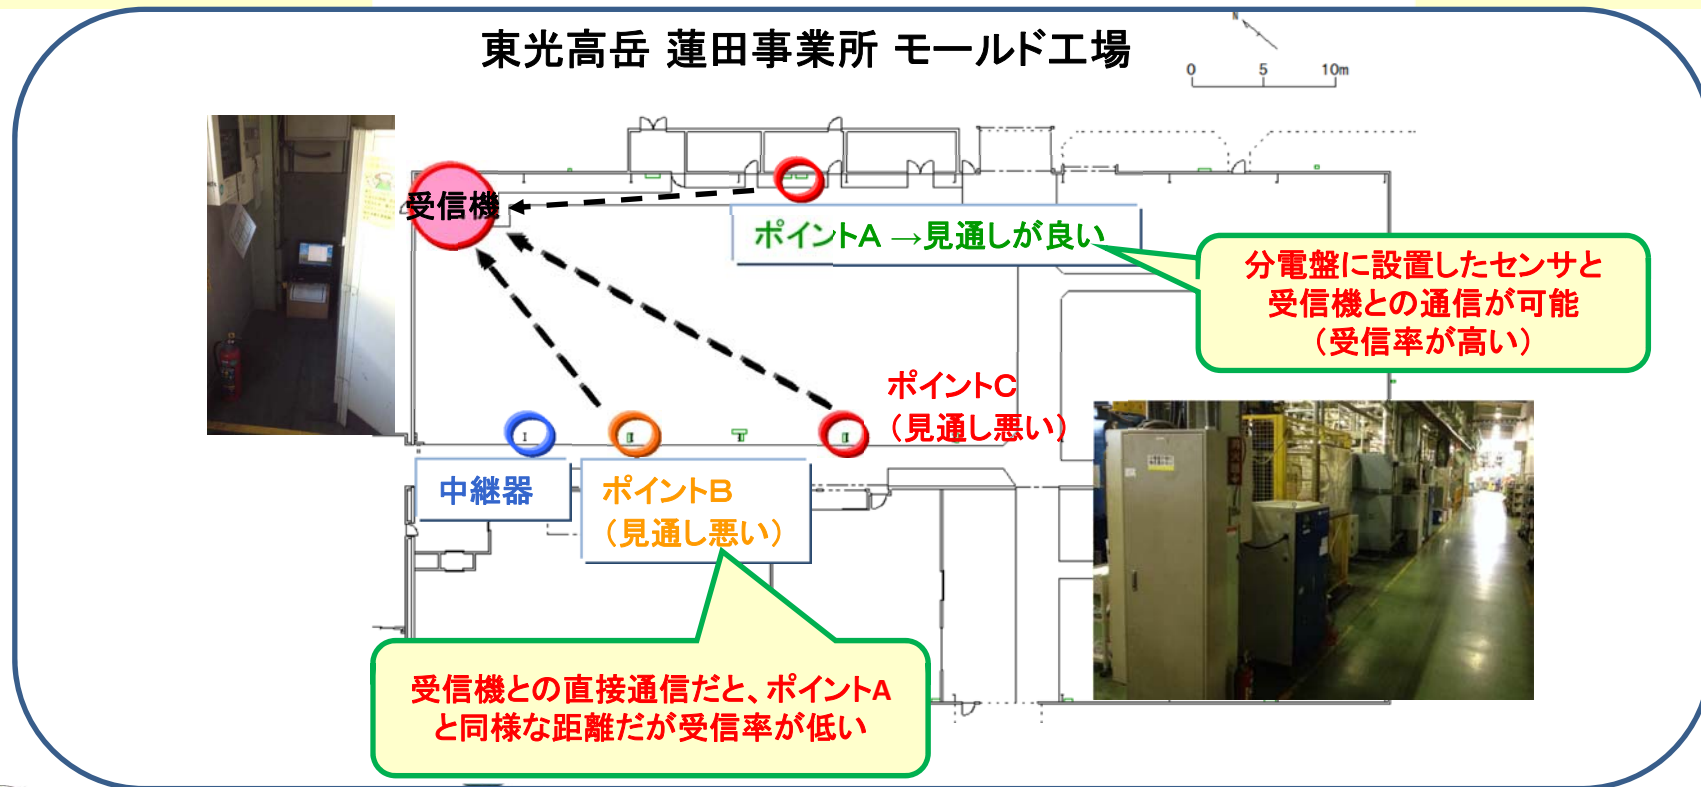 東光高岳 蓮田事業所 モールド工場
N
0 5 10m
受信機
ポイントA →見通しが良い
分電盤に設置したセンサと
受信機との通信が可能
（受信率が高い）
ポイントC
（見通し悪い）
中継器
ポイントB
（見通し悪い）
受信機との直接通信だと、ポイントA
と同様な距離だが受信率が低い